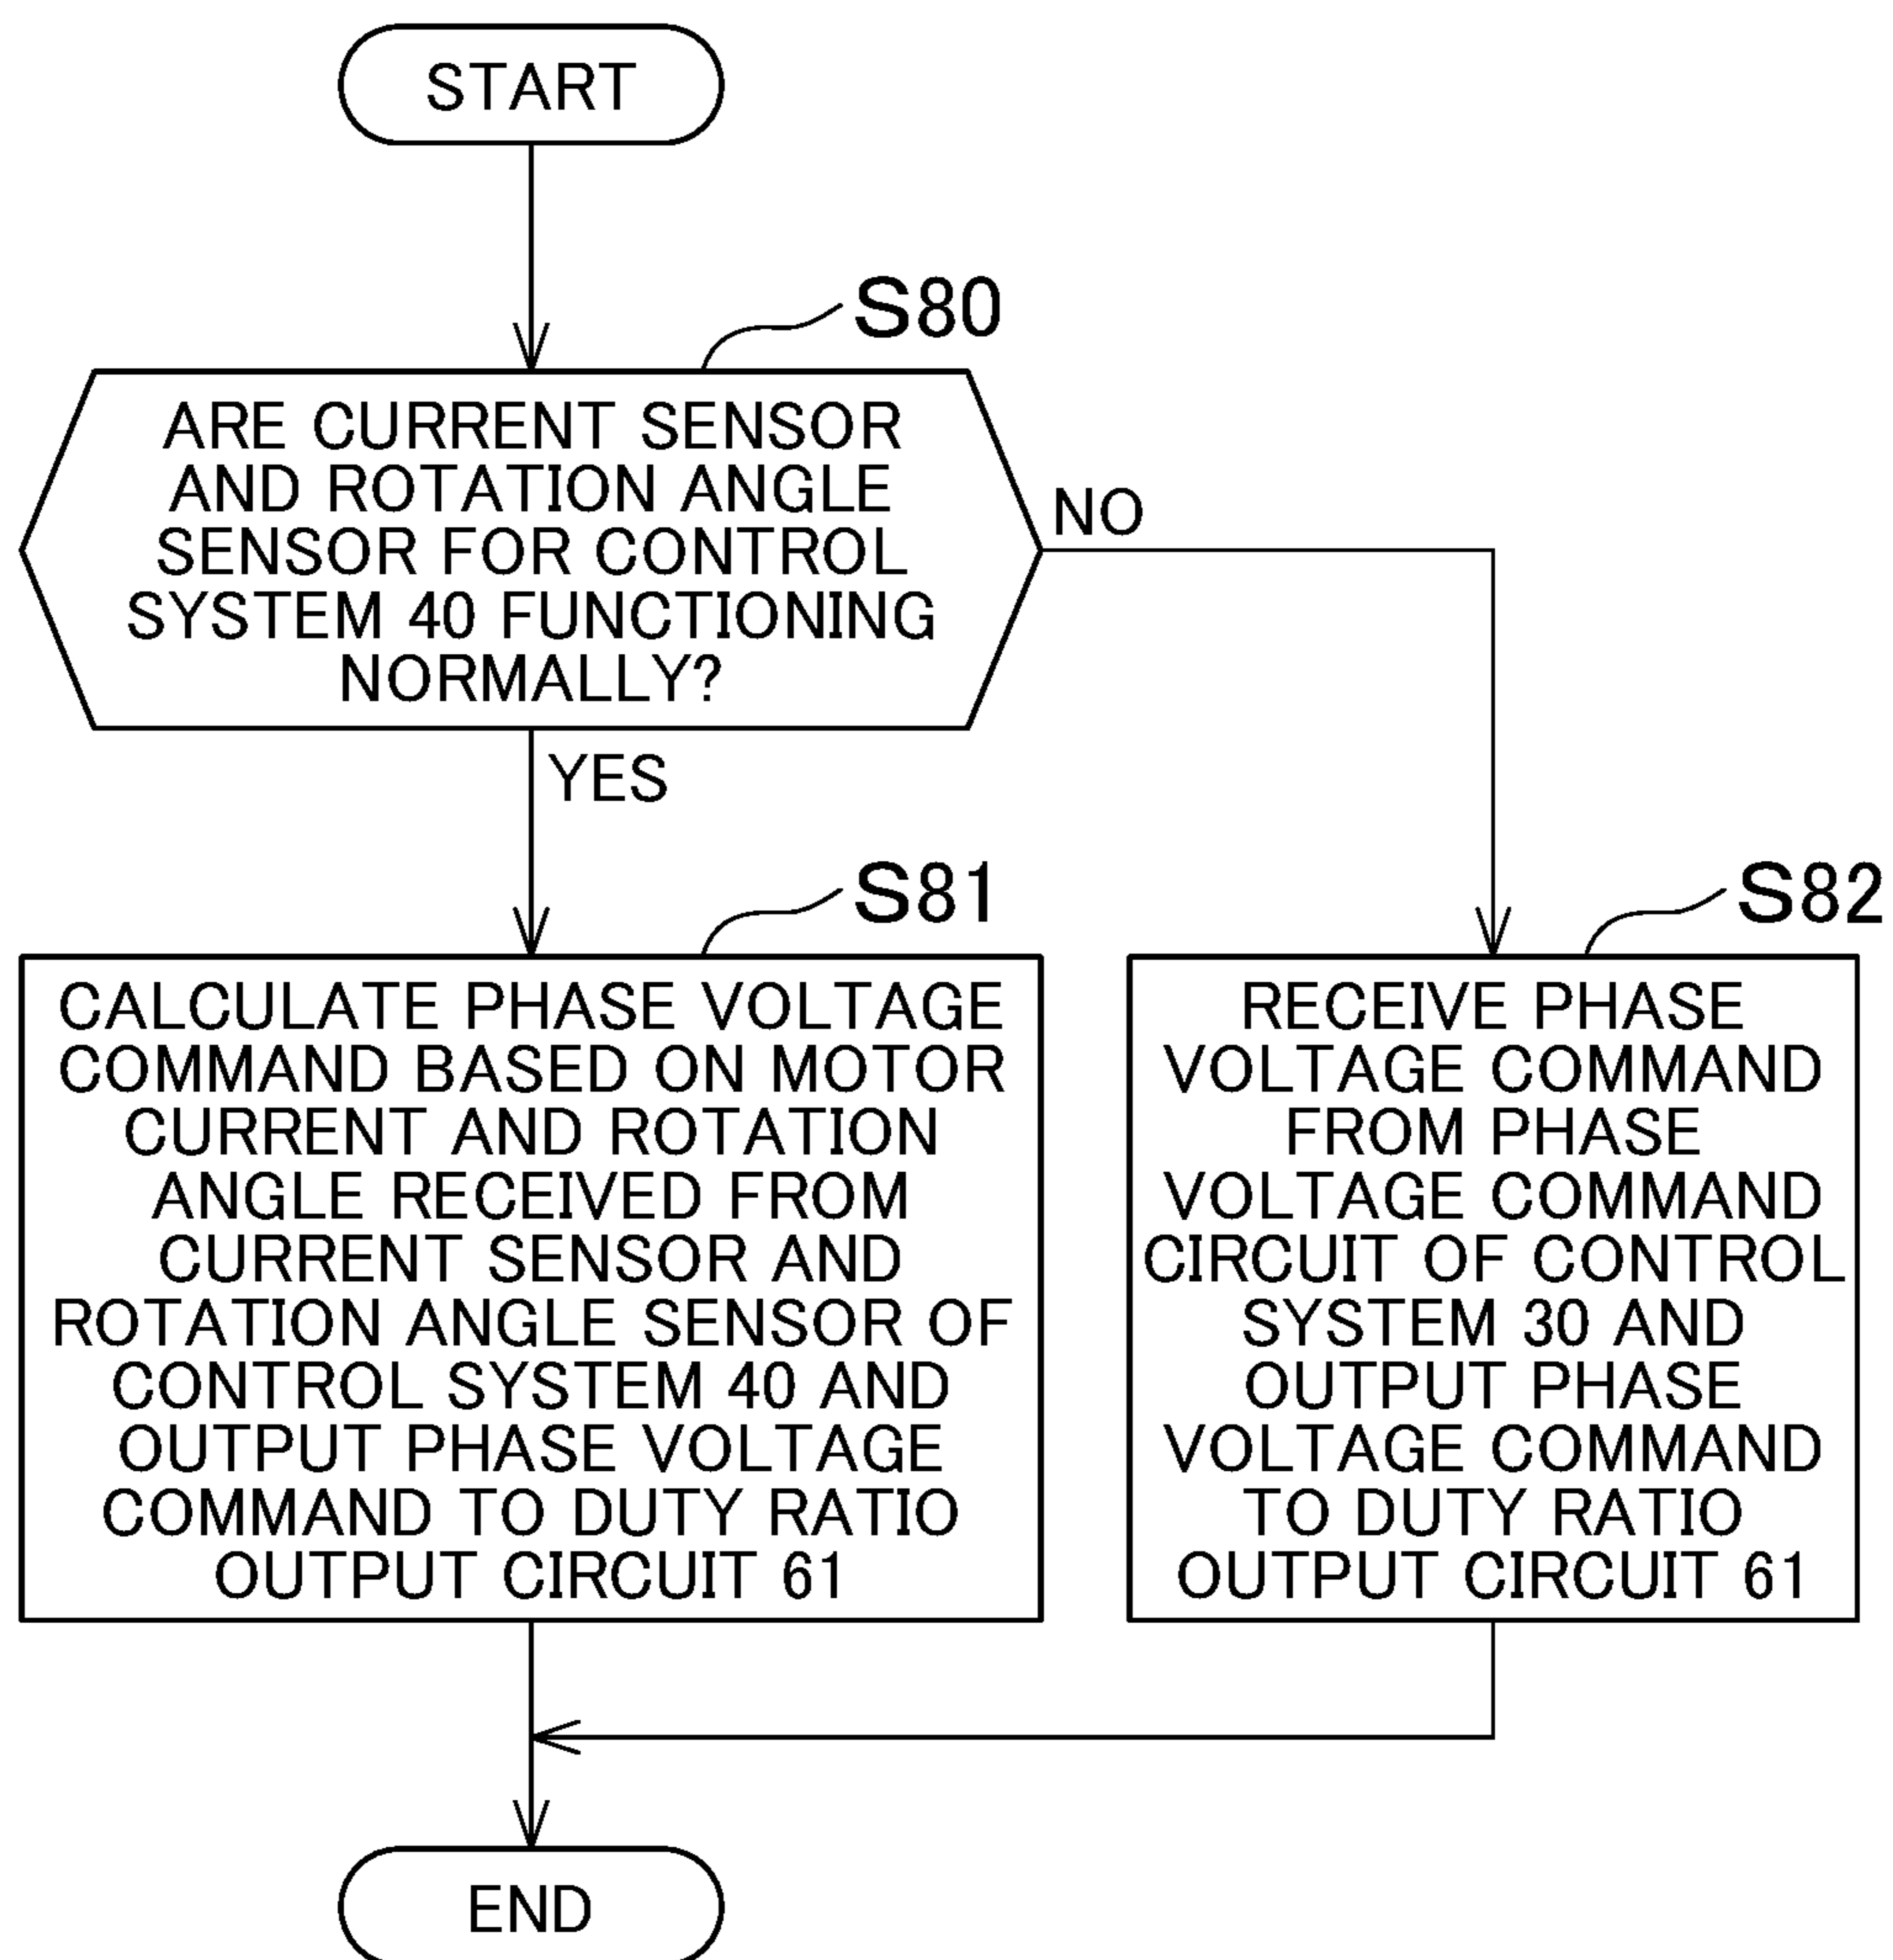 START
S80
ARE CURRENT SENSOR
AND ROTATION ANGLE
SENSOR FOR CONTROL
SYSTEM 40 FUNCTIONING
NORMALLY?
NO
YES
S81
CALCULATE PHASE VOLTAGE
COMMAND BASED ON MOTOR
CURRENT AND ROTATION
ANGLE RECEIVED FROM
CURRENT SENSOR AND
ROTATION ANGLE SENSOR OF
CONTROL SYSTEM 40 AND
OUTPUT PHASE VOLTAGE
COMMAND TO DUTY RATIO
OUTPUT CIRCUIT 61
S82
RECEIVE PHASE
VOLTAGE COMMAND
FROM PHASE
VOLTAGE COMMAND
CIRCUIT OF CONTROL
SYSTEM 30 AND
OUTPUT PHASE
VOLTAGE COMMAND
TO DUTY RATIO
OUTPUT CIRCUIT 61
END